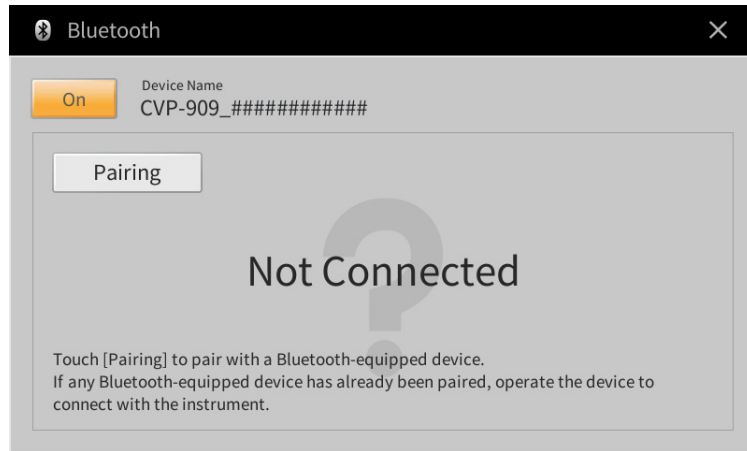 Bluetooth
On
Device Name
CVP-909_############
Pairing
Not Connected
Touch [Pairing] to pair with a Bluetooth-equipped device.
If any Bluetooth-equipped device has already been paired, operate the device to
connect with the instrument.